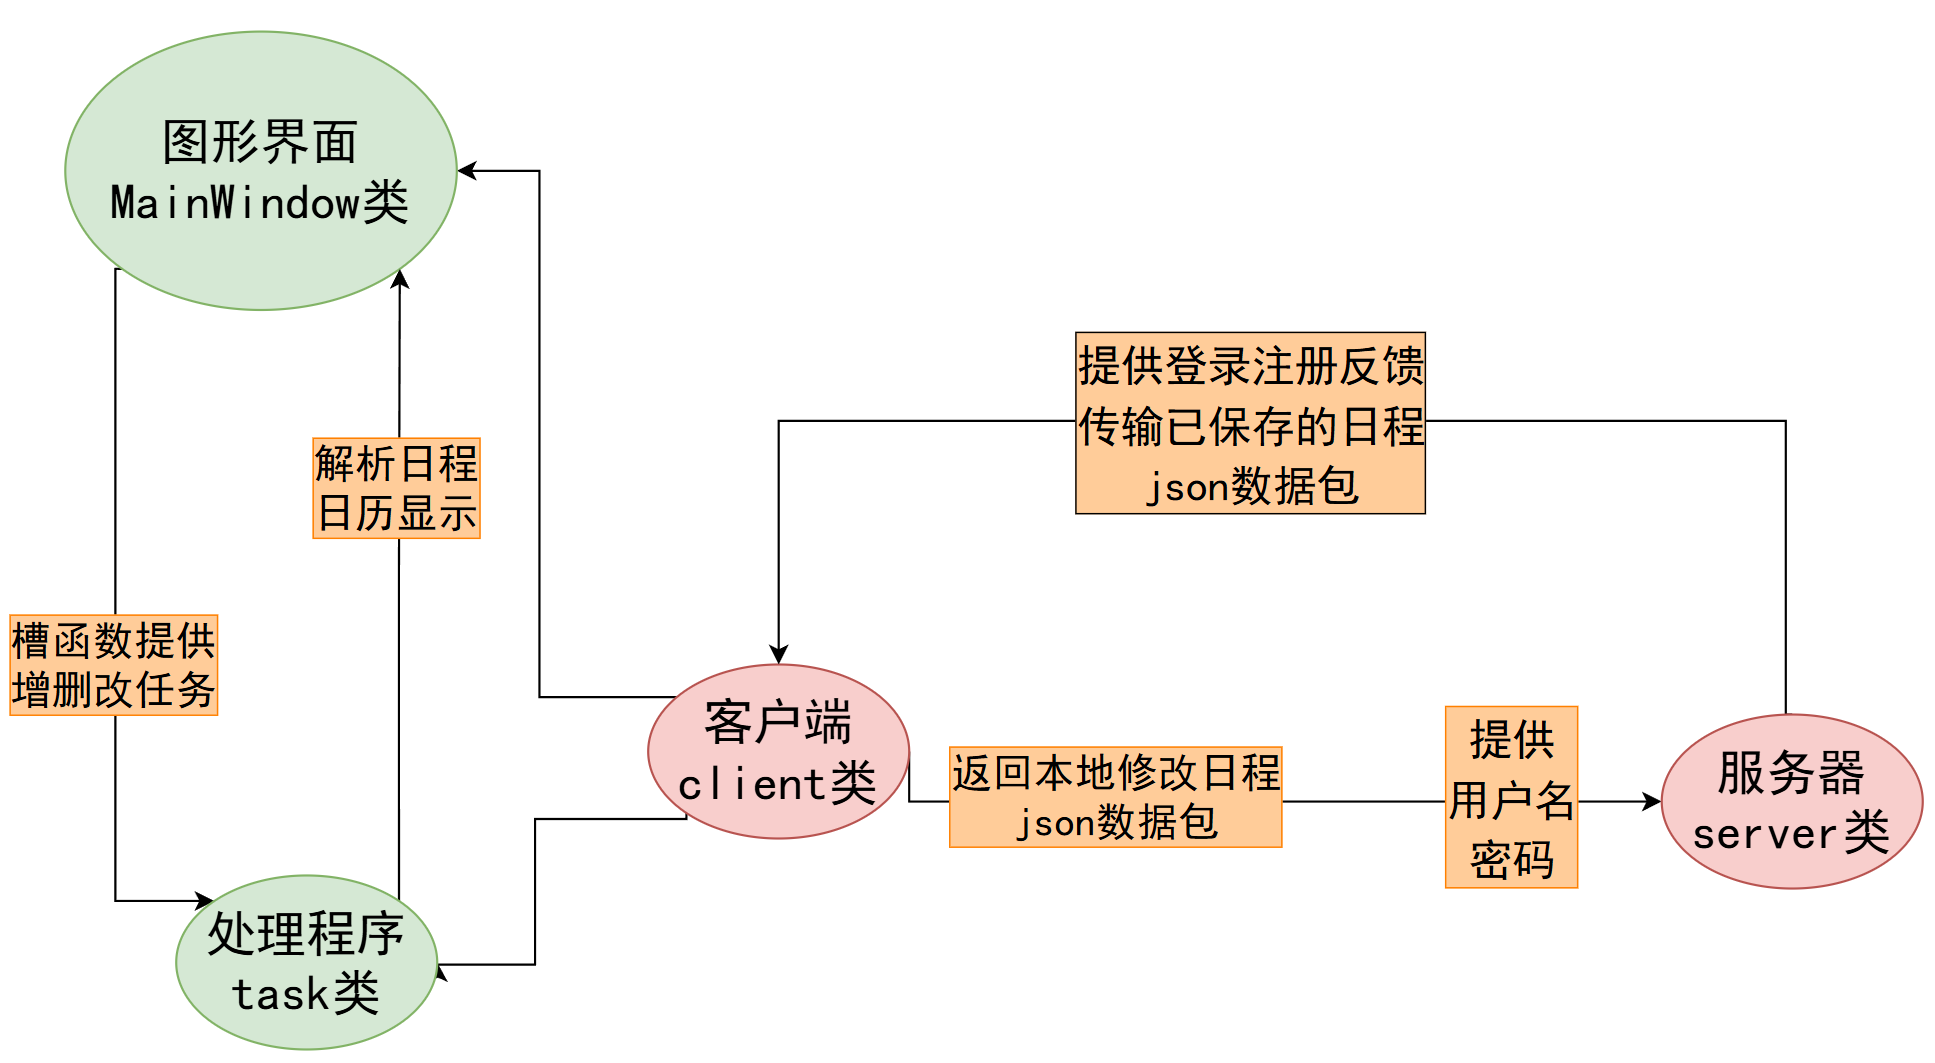 图形界面
MainWindow类
提供登录注册反馈
传输已保存的日程
json数据包
解析日程
日历显示
槽函数提供
增删改任务
客户端
client类
返回本地修改日程
json数据包
提供
用户名
密码
服务器
server类
处理程序
task类